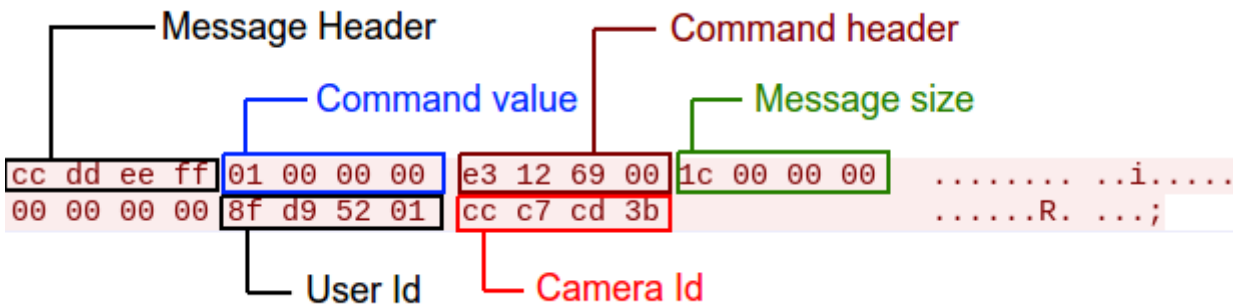 Message Header
Command header
Command value
Message size
cc dd ee ff 01 00 00 00 e3 12 69 00 1c 00 00 00 ........ ..i.....
00 00 00 00 8f d9 52 01 cc c7 cd 3b ......R. ...;
User Id
Camera Id